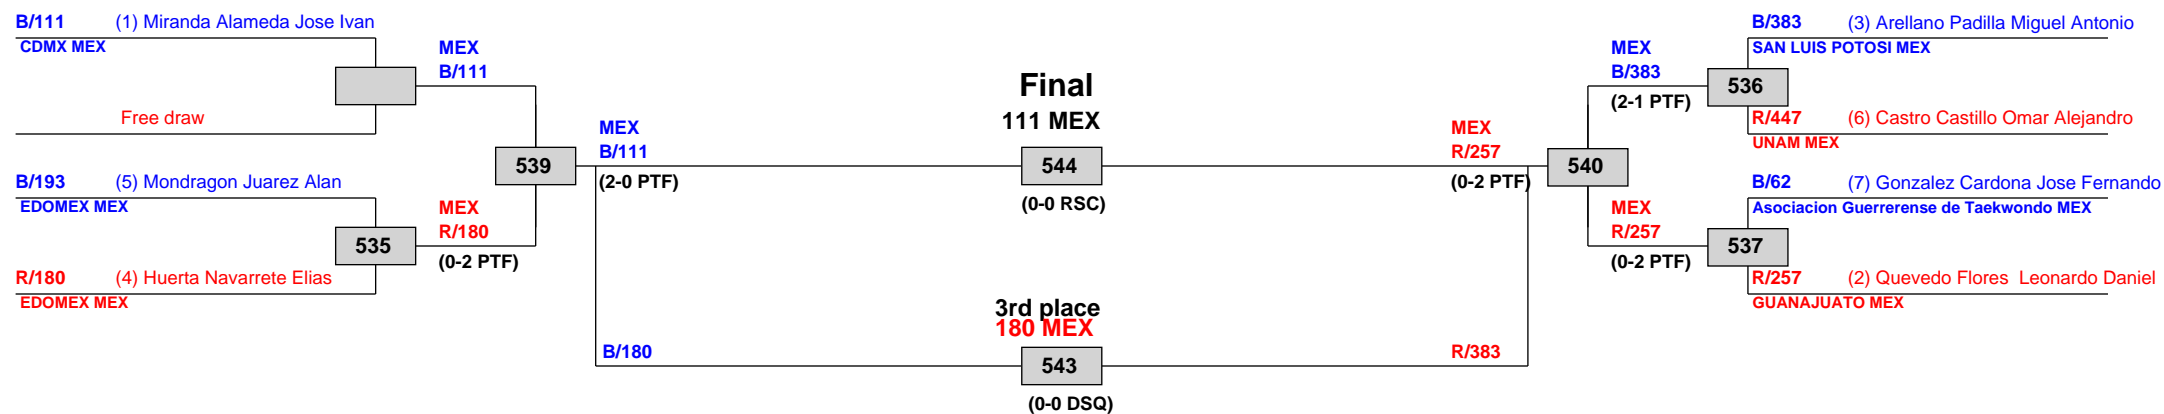 B/111 (1) Miranda Alameda Jose Ivan
CDMX MEX
Free draw
MEX
B/111
B/193 (5) Mondragon Juarez Alan
EDOMEX MEX
535
R/180 (4) Huerta Navarrete Elias
EDOMEX MEX
MEX
R/180
(0-2 PTF)
539
MEX
B/111
(2-0 PTF)
Final
111 MEX
544
(0-0 RSC)
3rd place
180 MEX
B/180
543
R/383
(0-0 DSQ)
MEX
R/257
(0-2 PTF)
540
MEX
B/383
(2-1 PTF)
MEX
R/257
(0-2 PTF)
B/383 (3) Arellano Padilla Miguel Antonio
SAN LUIS POTOSI MEX
536
R/447 (6) Castro Castillo Omar Alejandro
UNAM MEX
B/62 (7) Gonzalez Cardona Jose Fernando
Asociacion Guerrerense de Taekwondo MEX
537
R/257 (2) Quevedo Flores  Leonardo Daniel
GUANAJUATO MEX